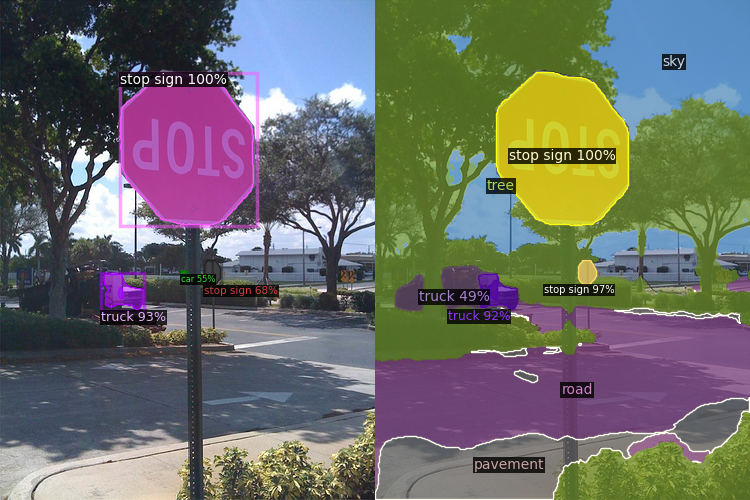 stop sign 100%
STOP
car 55%
stop sign 68%
truck 93%
sky
stop sign 100%
STOP
tree
stop sign 97%
truck 49%
truck 92%
road
pavement